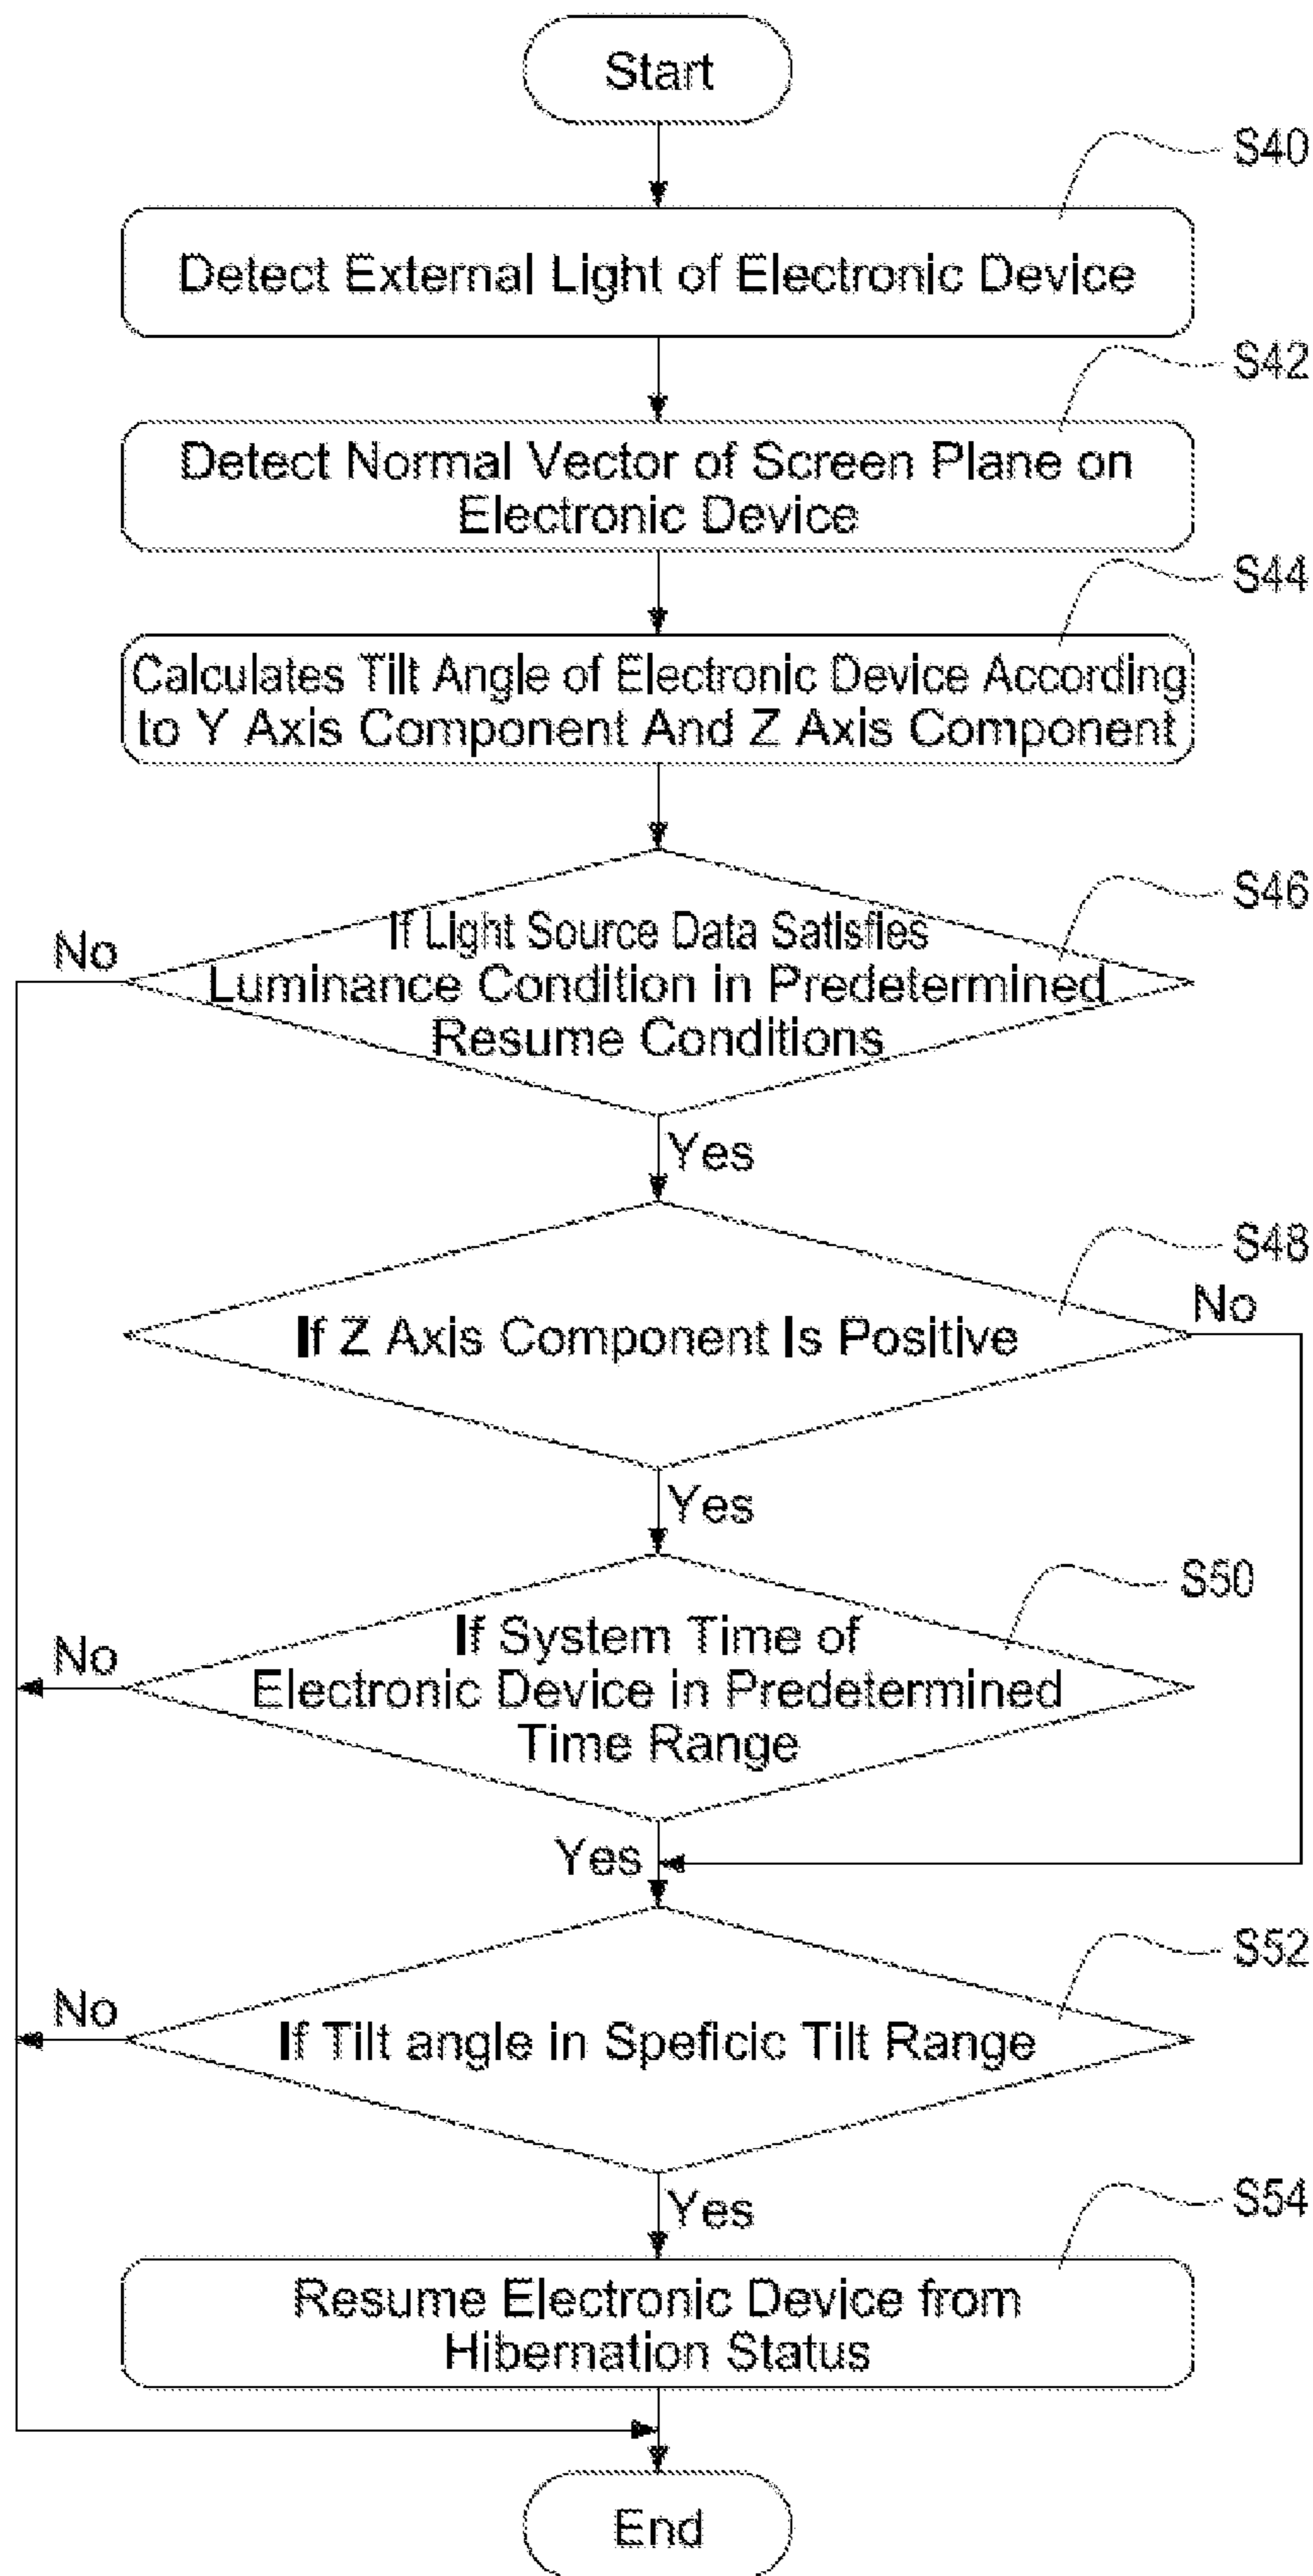 Start
S40
Detect External Light of Electronic Device
S42
Detect Normal Vector of Screen Plane on
Electronic Device
S44
Calculates Tilt Angle of Electronic Device According
to Y Axis Component And Z Axis Component
S46
If Light Source Data Satisfies
Luminance Condition in Predetermined
Resume Conditions
No
Yes
S48
If Z Axis Component Is Positive
No
Yes
S50
If System Time of
Electronic Device in Predetermined
Time Range
No
Yes
S52
If Tilt angle in Speficic Tilt Range
No
Yes
S54
Resume Electronic Device from
Hibernation Status
End